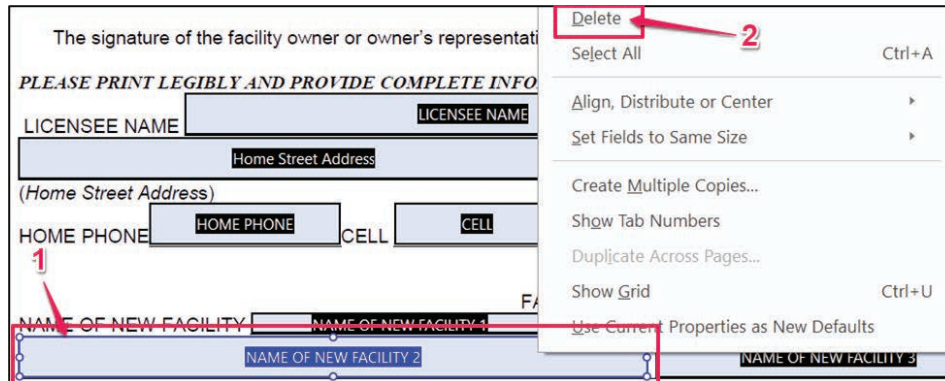 The signature of the facility owner or owner's representati
PLEASE PRINT LEGIBLY AND PROVIDE COMPLETE INFO
LICENSEE NAME LICENSEE NAME
Home Street Address
(Home Street Address)
HOME PHONE HOME PHONE CELL CELL
1
FA
NAME OF NEW FACILITY NAME OF NEW FACILITY 1
NAME OF NEW FACILITY 2
NAME OF NEW FACILITY 3
Delete
2
Select All Ctrl+A
Align, Distribute or Center
Set Fields to Same Size
Create Multiple Copies...
Show Tab Numbers
Duplicate Across Pages...
Show Grid Ctrl+U
Use Current Properties as New Defaults